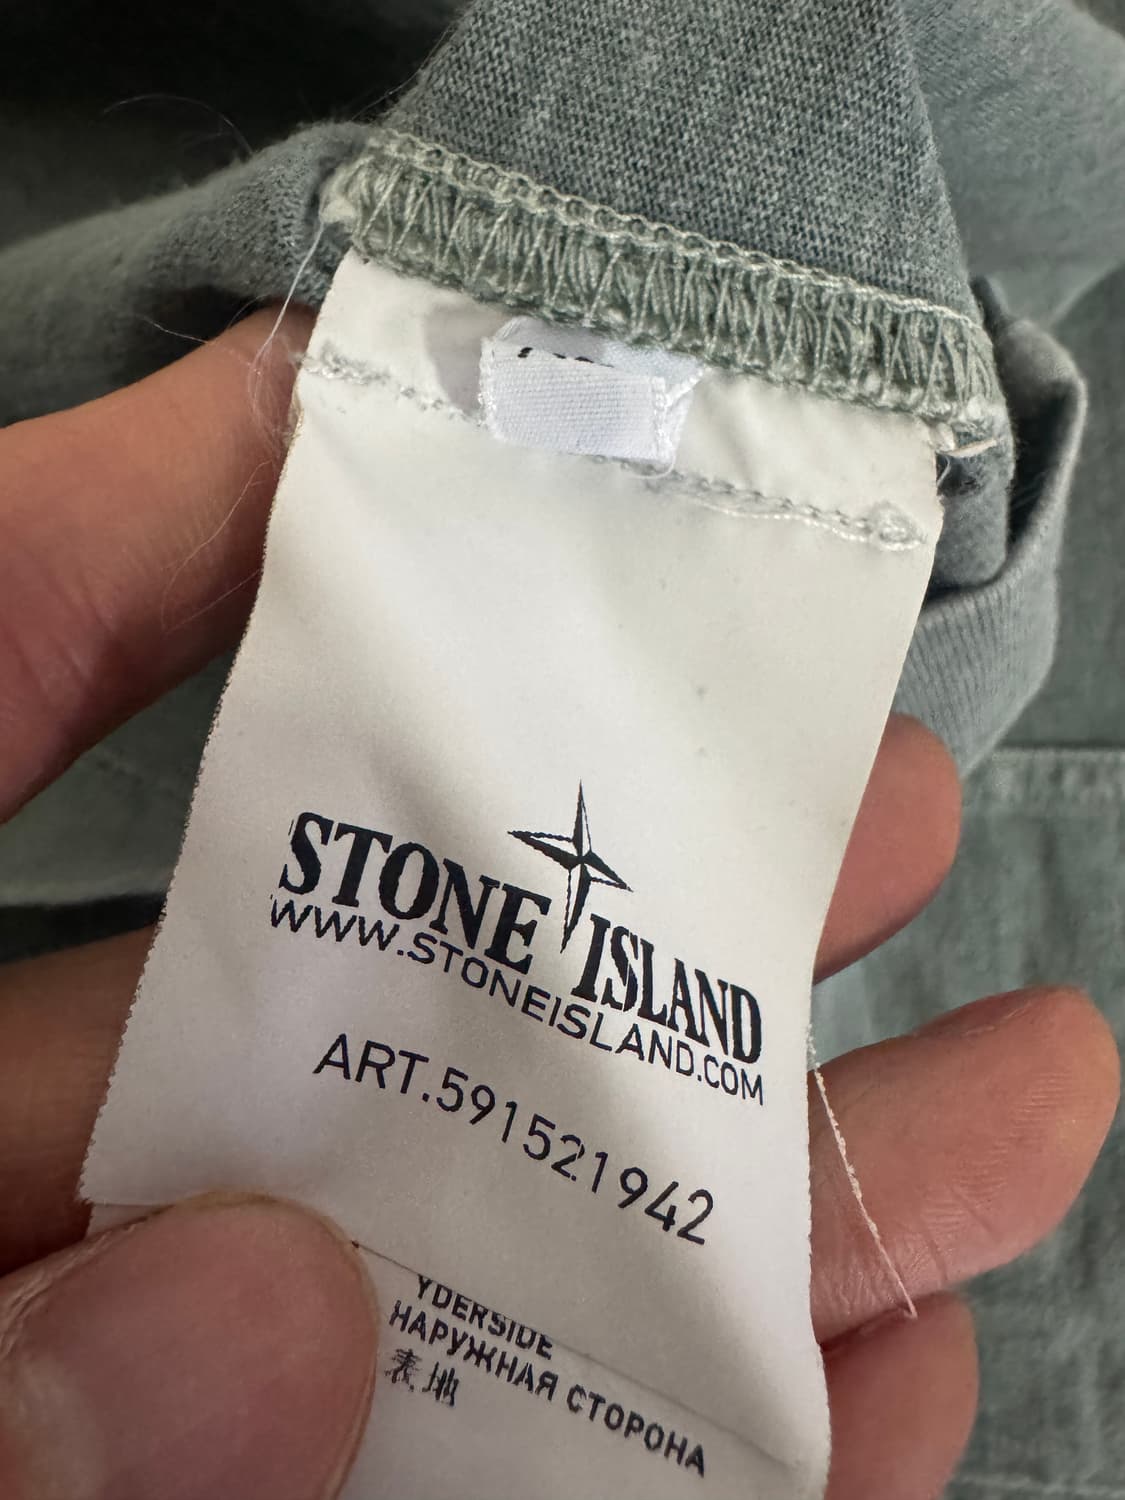 STONE ISLAND
WWW.STONEISLAND.COM
ART.591521942
YDERSIDE
НАРУЖНАЯ СТОРОНА
表地